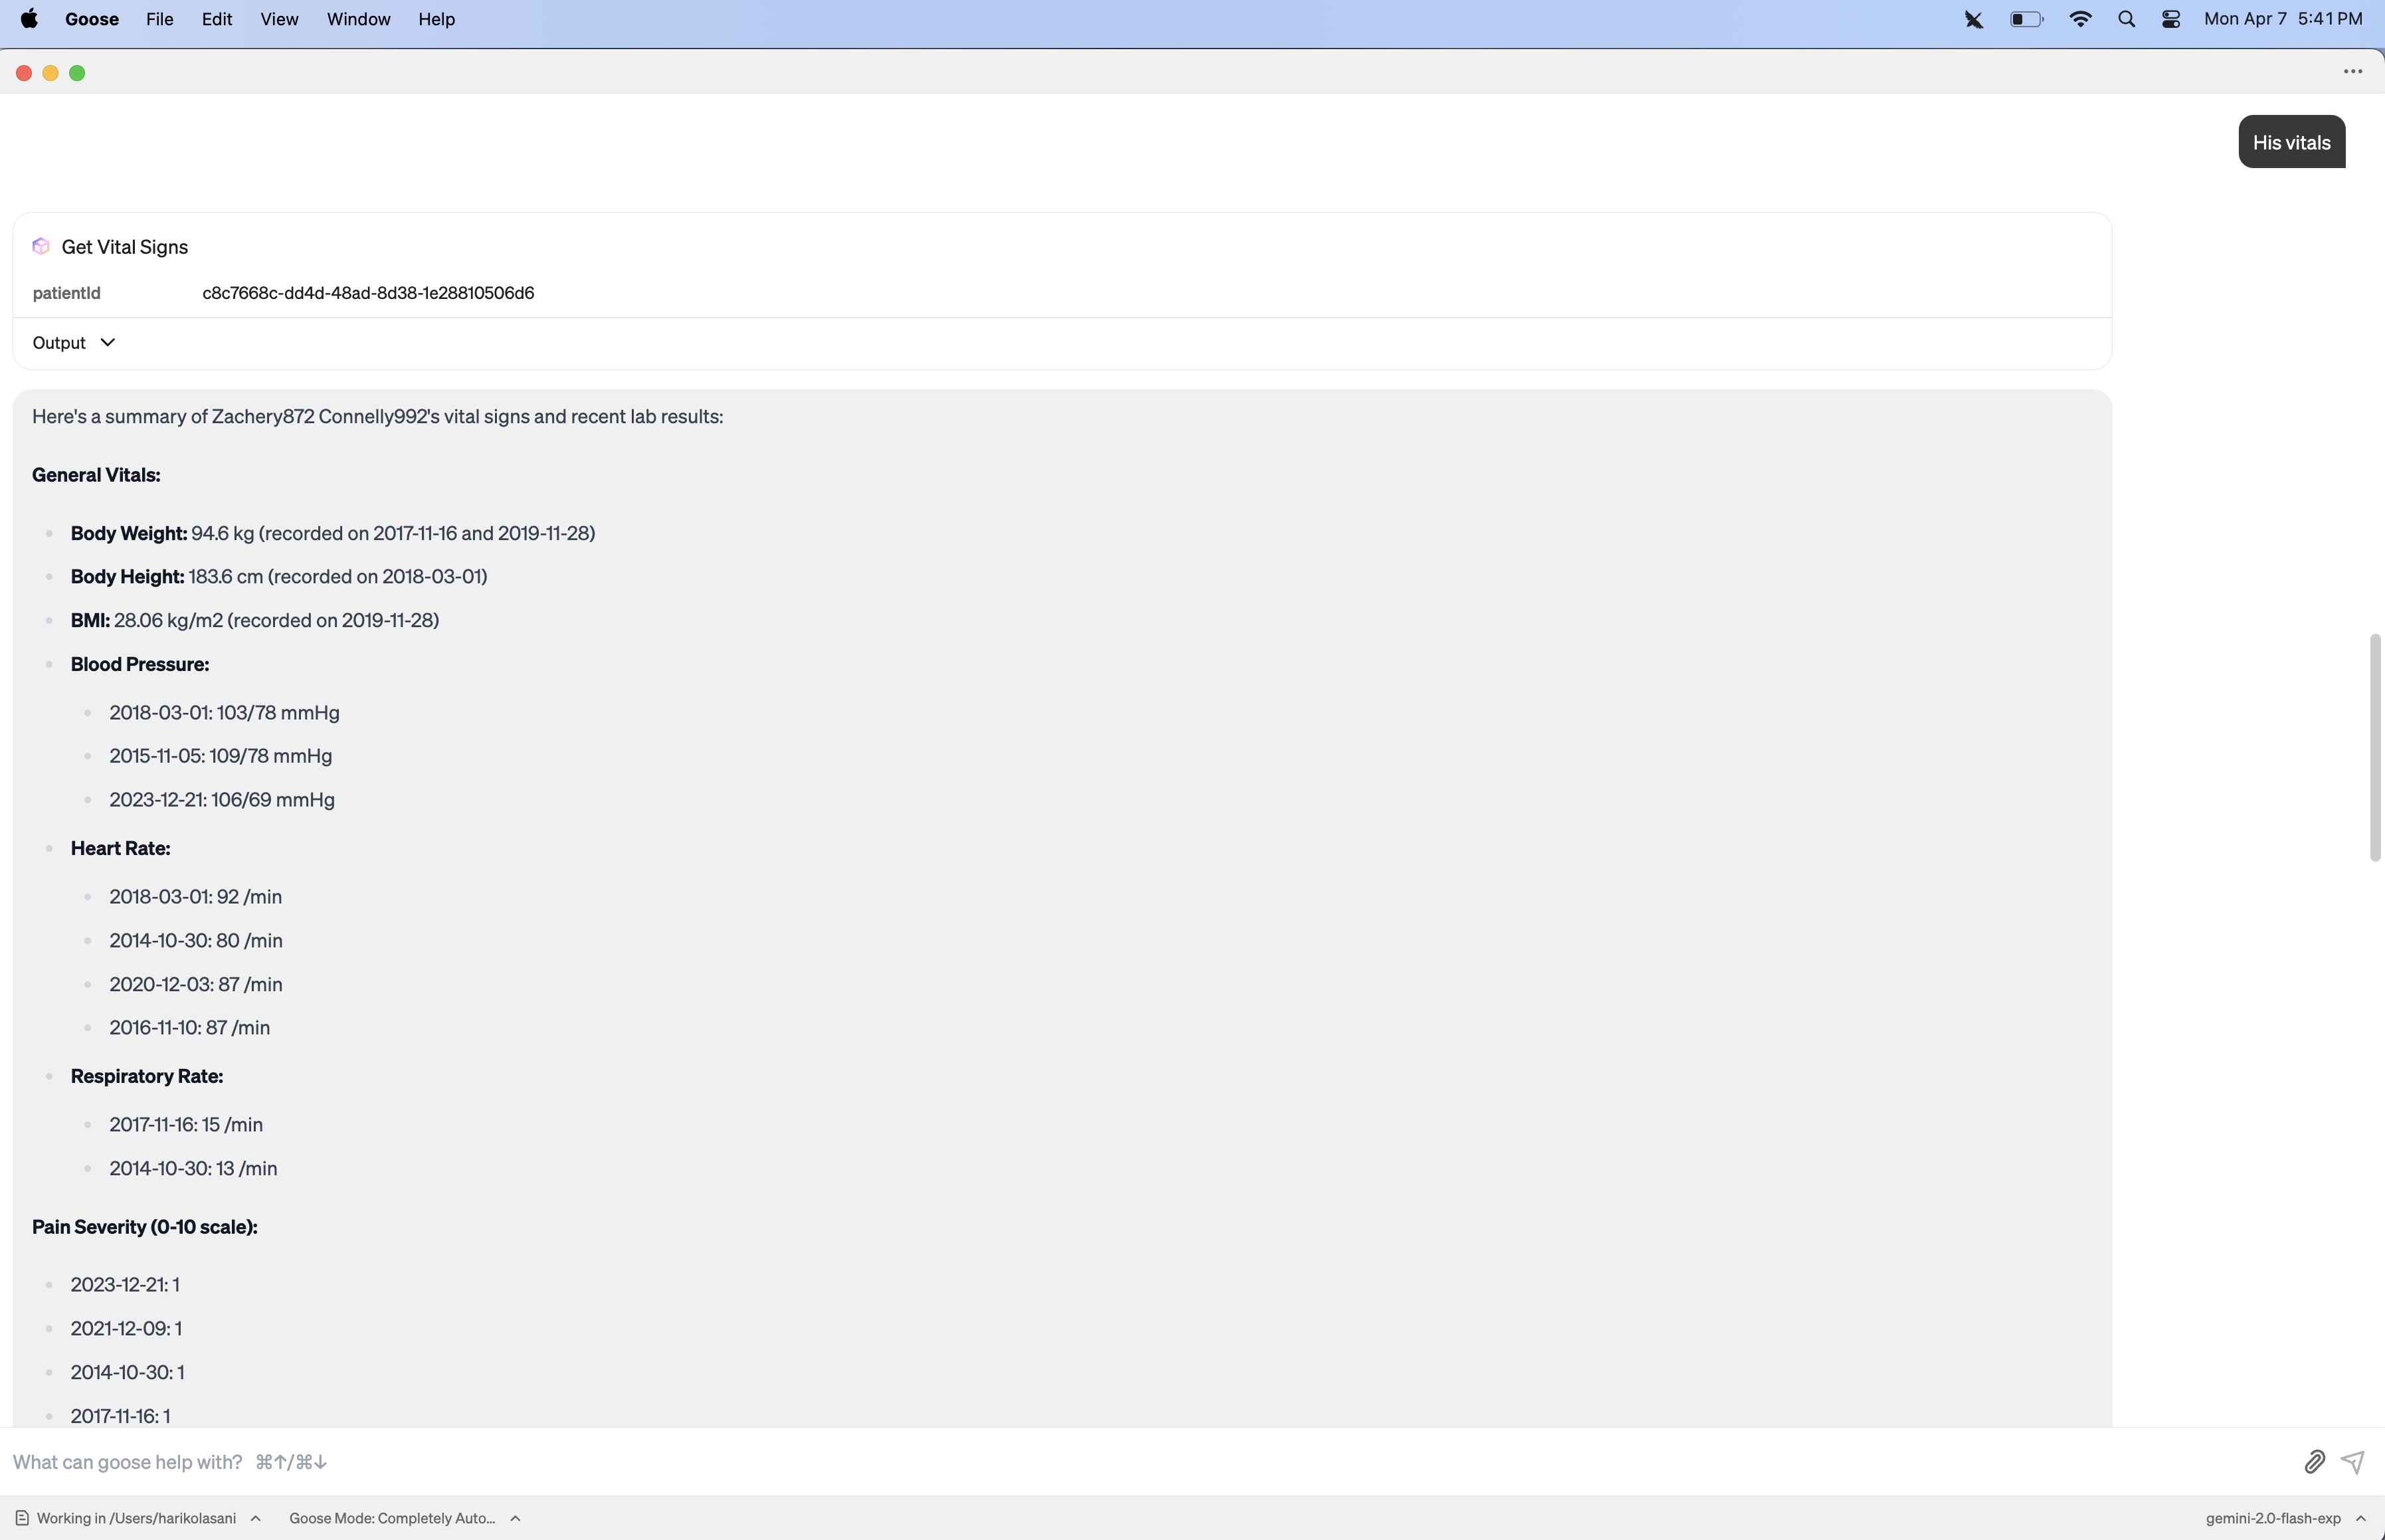 Goose File Edit View Window Help Mon Apr 7 5:41 PM
His vitals
Get Vital Signs
patientId c8c7668c-dd4d-48ad-8d38-1e28810506d6
Output
Here's a summary of Zachery872 Connelly992's vital signs and recent lab results:
General Vitals:
Body Weight: 94.6 kg (recorded on 2017-11-16 and 2019-11-28)
Body Height: 183.6 cm (recorded on 2018-03-01)
BMI: 28.06 kg/m2 (recorded on 2019-11-28)
Blood Pressure:
2018-03-01: 103/78 mmHg
2015-11-05: 109/78 mmHg
2023-12-21: 106/69 mmHg
Heart Rate:
2018-03-01: 92 /min
2014-10-30: 80 /min
2020-12-03: 87 /min
2016-11-10: 87 /min
Respiratory Rate:
2017-11-16: 15 /min
2014-10-30: 13 /min
Pain Severity (0-10 scale):
2023-12-21: 1
2021-12-09: 1
2014-10-30: 1
2017-11-16: 1
What can goose help with? ⌘↑/⌘↓
Working in /Users/harikolasani Goose Mode: Completely Auto... gemini-2.0-flash-exp